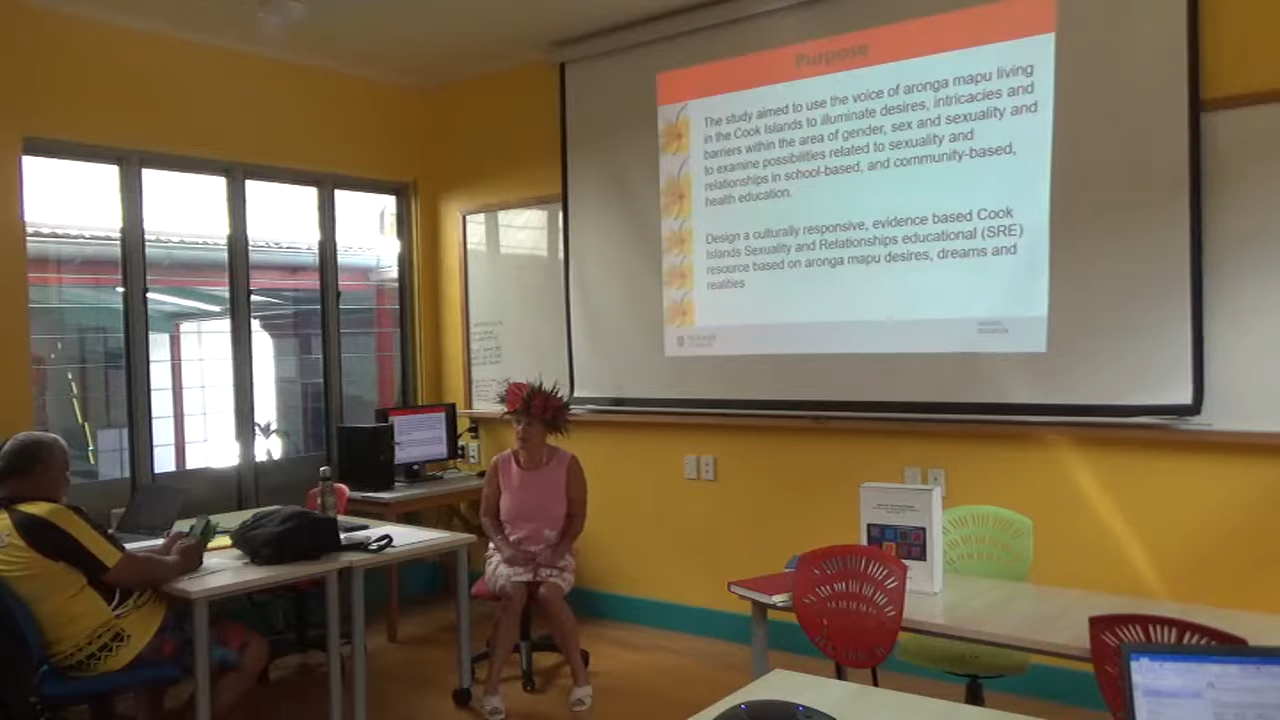 Purpose
The study aimed to use the voice of aronga mapu living
in the Cook Islands to illuminate desires, intricacies and
barriers within the area of gender, sex and sexuality and
to examine possibilities related to sexuality and
relationships in school-based, and community-based,
health education.
Design a culturally responsive, evidence based Cook
Islands Sexuality and Relationships educational (SRE)
resource based on aronga mapu desires, dreams and
realities